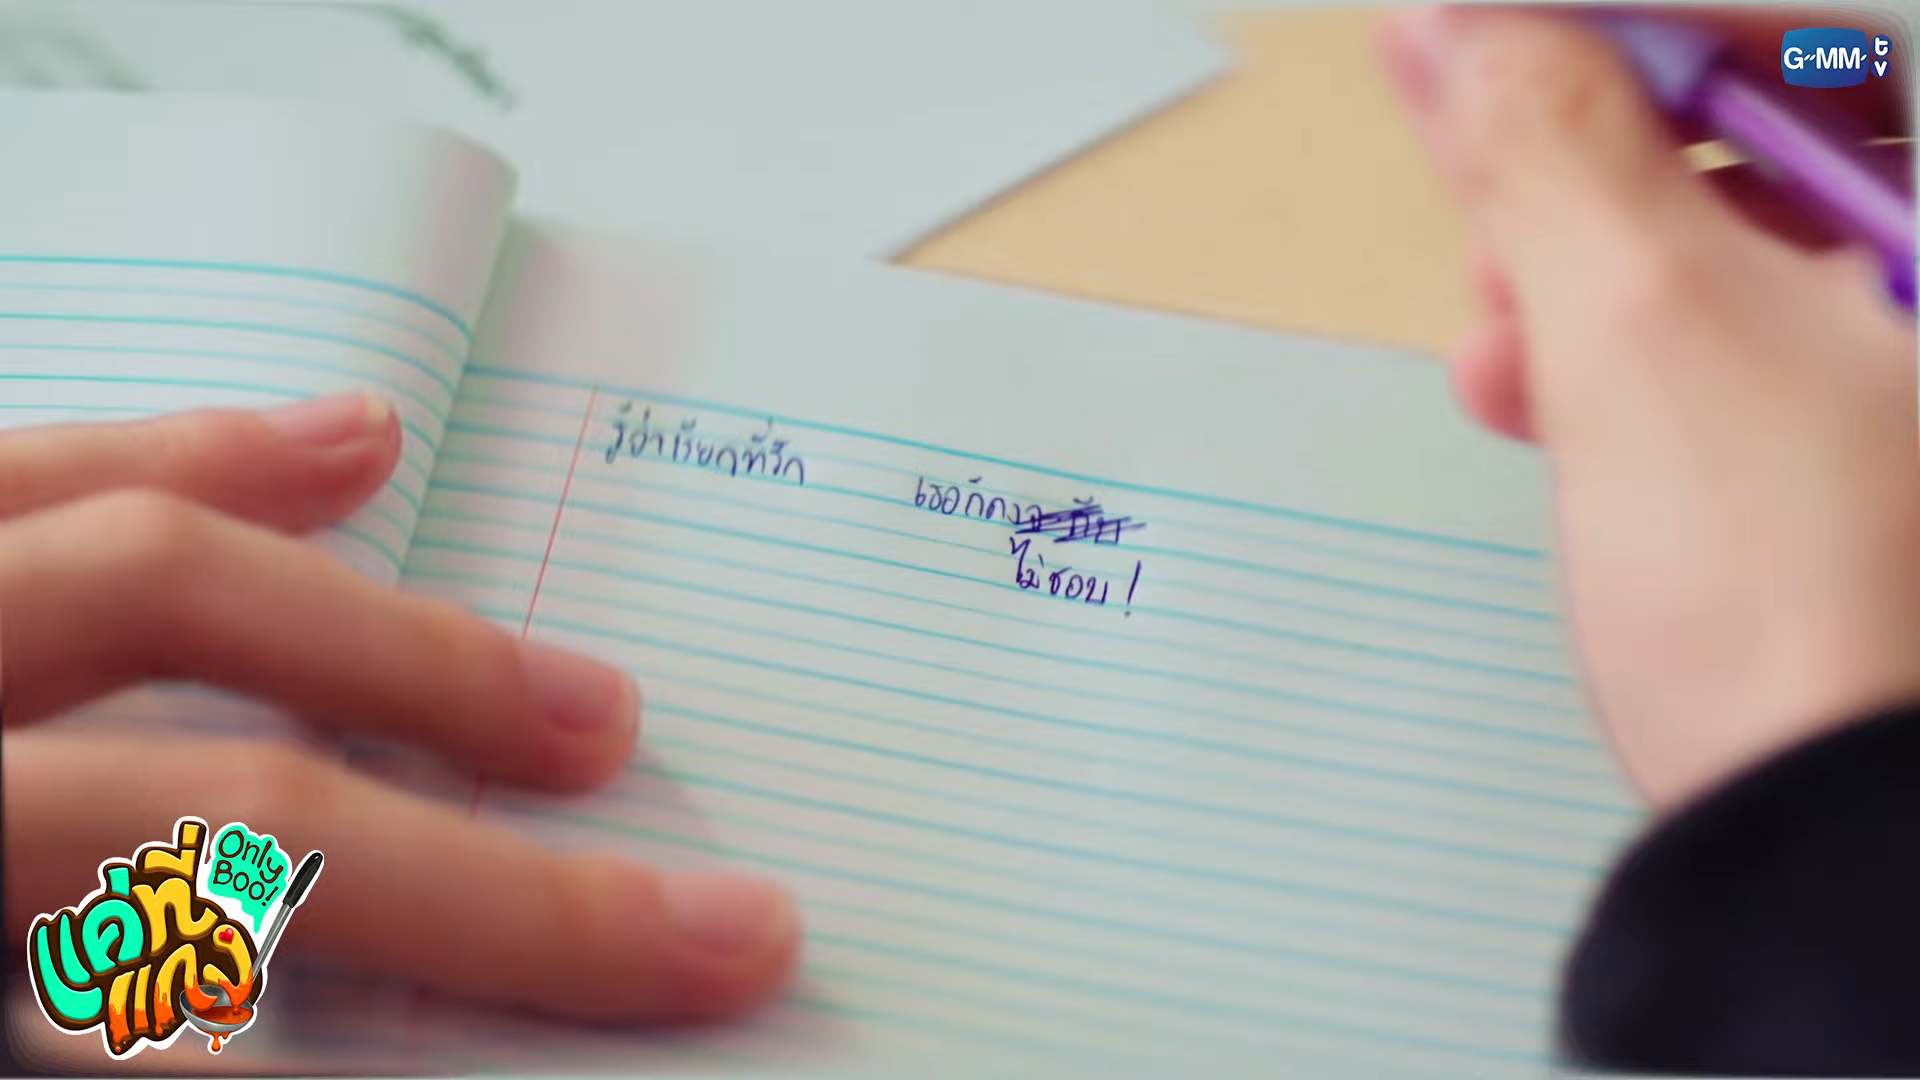 GMM tv
รู้ว่าเรียกที่รัก เธอก็คง
ไม่ชอบ!
Only
Boo!
แค่ที่
แกง